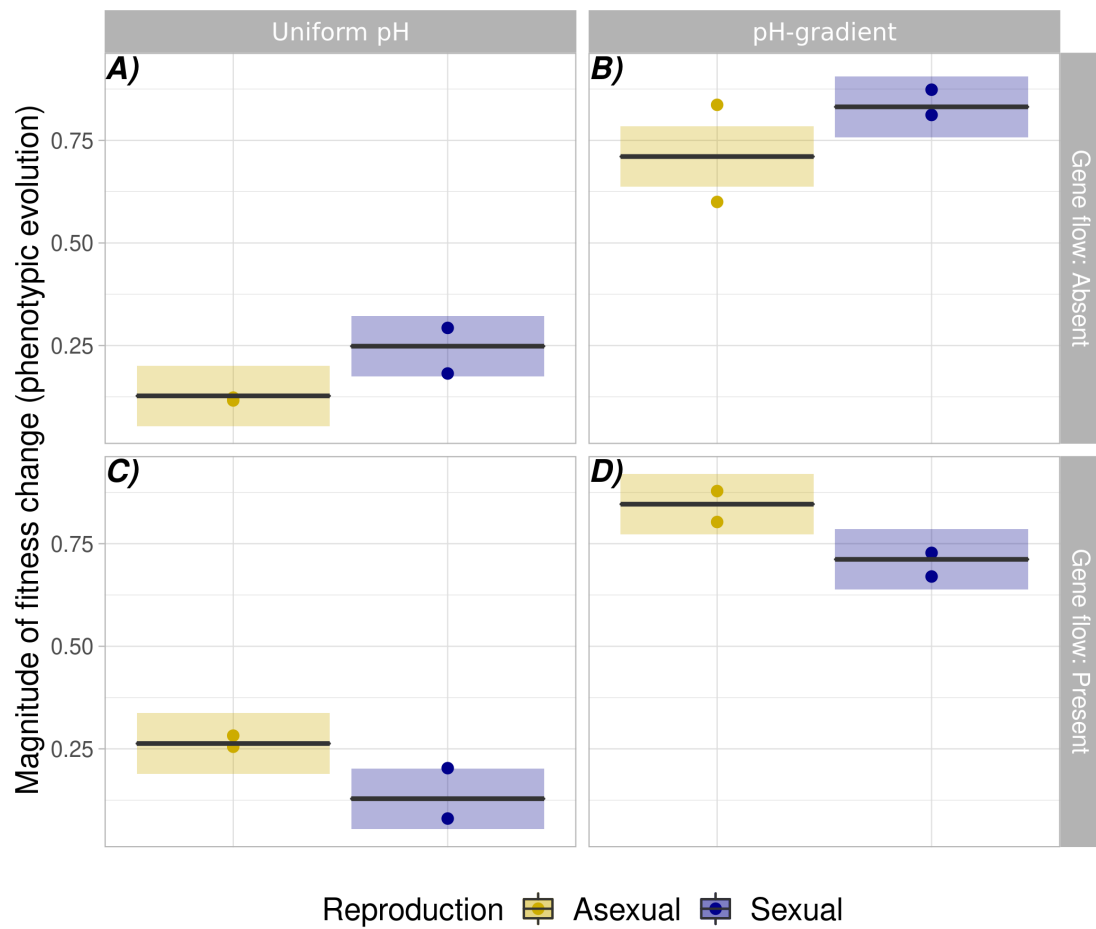 Uniform pH
pH-gradient
A)
B)
Magnitude of fitness change (phenotypic evolution)
0.75
0.50
0.25
Gene flow: Absent
C)
D)
0.75
0.50
0.25
Gene flow: Present
Reproduction Asexual Sexual